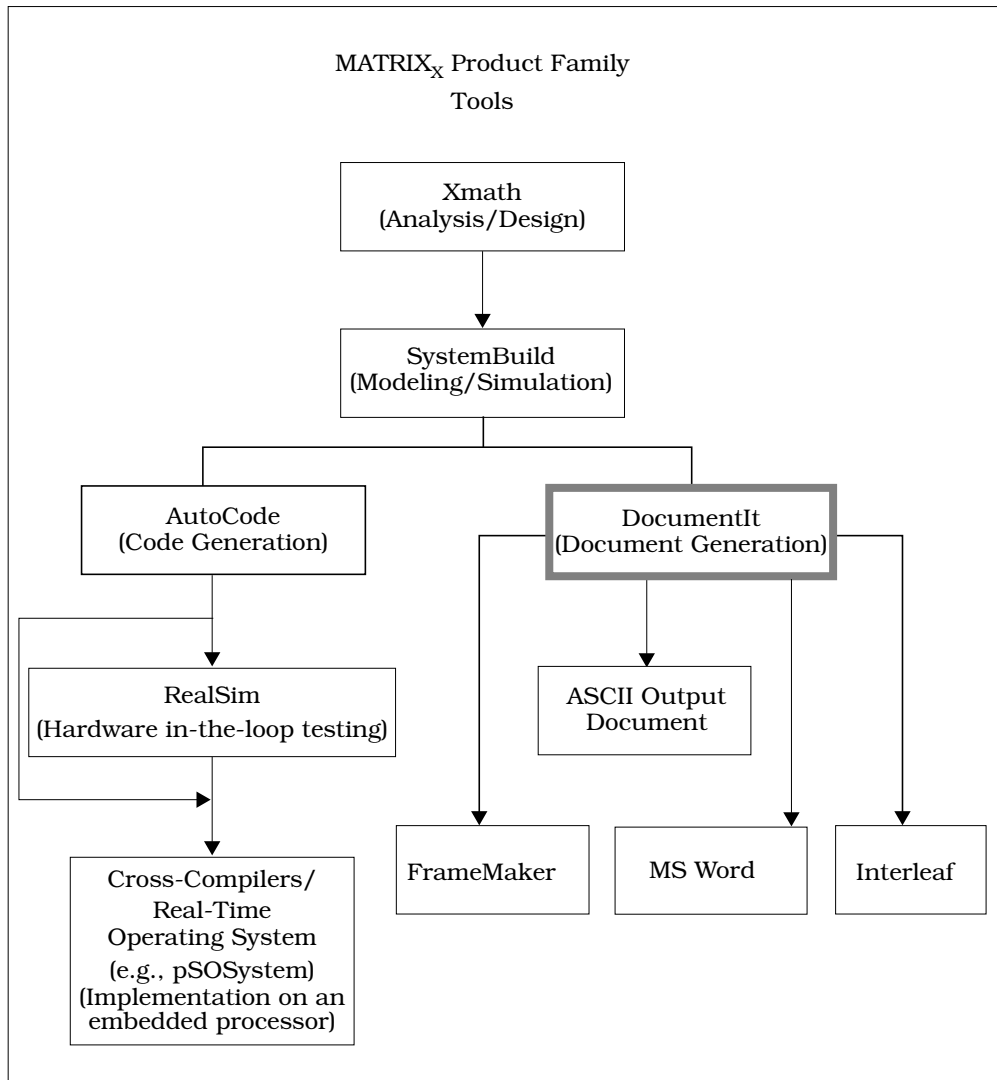 MATRIXX Product Family
Tools
Xmath
(Analysis/Design)
SystemBuild
(Modeling/Simulation)
AutoCode
(Code Generation)
DocumentIt
(Document Generation)
RealSim
(Hardware in-the-loop testing)
ASCII Output
Document
FrameMaker
MS Word
Interleaf
Cross-Compilers/
Real-Time
Operating System
(e.g., pSOSystem)
(Implementation on an
embedded processor)